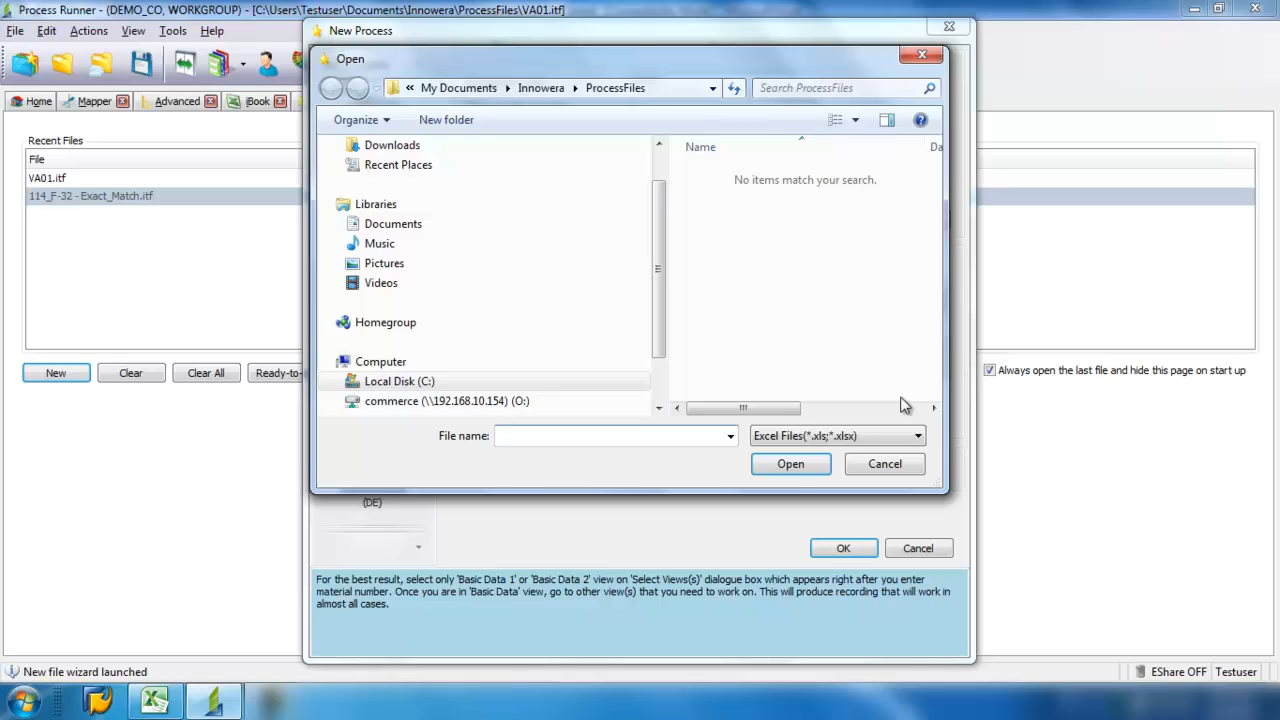 Process Runner - (DEMO_CO, WORKGROUP) - [C:\Users\Testuser\Documents\Innowera\ProcessFiles\VA01.itf]
File Edit Actions View Tools Help
New Process
Open
« My Documents Innowera ProcessFiles
Search ProcessFiles
Organize New folder
Home Mapper Advanced iBook
Downloads
Recent Places
Libraries
Documents
Music
Pictures
Videos
Homegroup
Computer
Local Disk (C:)
commerce (\\192.168.10.154) (O:)
Name Da
No items match your search.
File name:
Excel Files(*.xls;*.xlsx)
Open Cancel
Recent Files
File
VA01.itf
114_F-32 - Exact_Match.itf
New Clear Clear All Ready-to-
Always open the last file and hide this page on start up
(DE)
OK Cancel
For the best result, select only 'Basic Data 1' or 'Basic Data 2' view on 'Select Views(s)' dialogue box which appears right after you enter
material number. Once you are in 'Basic Data' view, go to other view(s) that you need to work on. This will produce recording that will work in
almost all cases.
New file wizard launched
EShare OFF Testuser